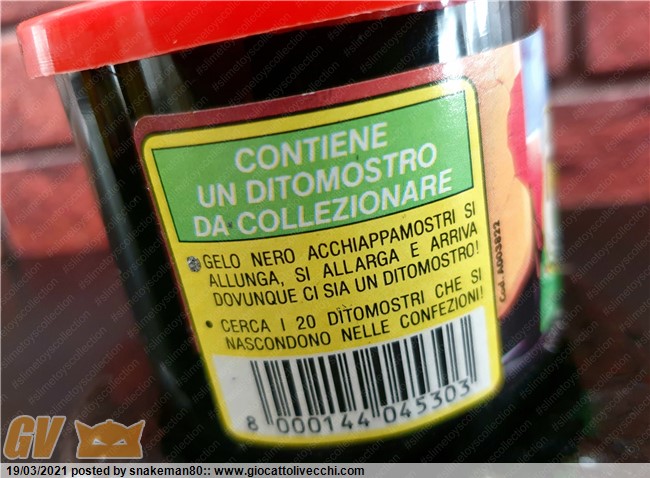 CONTIENE
UN DITOMOSTRO
DA COLLEZIONARE
• GELO NERO ACCHIAPPAMOSTRI SI
ALLUNGA, SI ALLARGA E ARRIVA
DOVUNQUE CI SIA UN DITOMOSTRO!
• CERCA I 20 DITOMOSTRI CHE SI
NASCONDONO NELLE CONFEZIONI!
8 000144 045303
Cod. A003822
#slimetoyscollection
GV
19/03/2021 posted by snakeman80:: www.giocattolivecchi.com